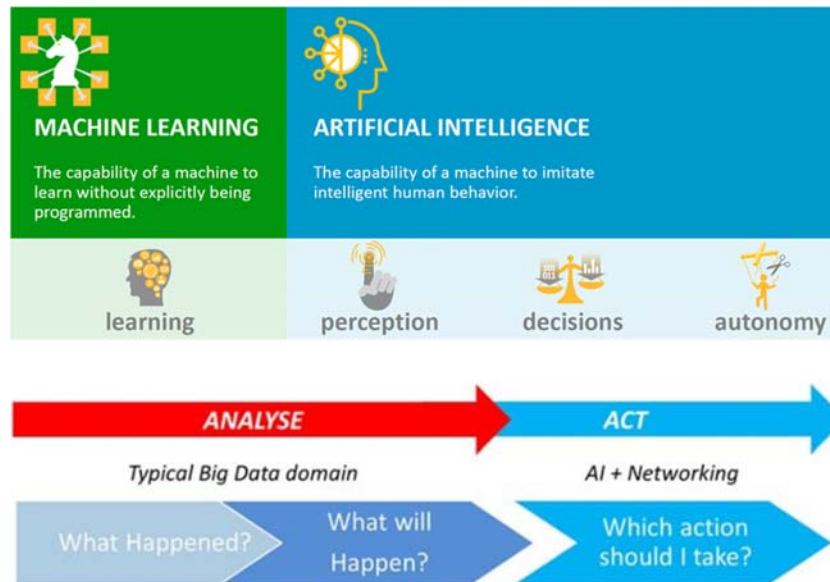 MACHINE LEARNING
The capability of a machine to
learn without explicitly being
programmed.
ARTIFICIAL INTELLIGENCE
The capability of a machine to imitate
intelligent human behavior.
learning
perception
decisions
autonomy
ANALYSE
ACT
Typical Big Data domain
AI + Networking
What Happened?
What will
Happen?
Which action
should I take?